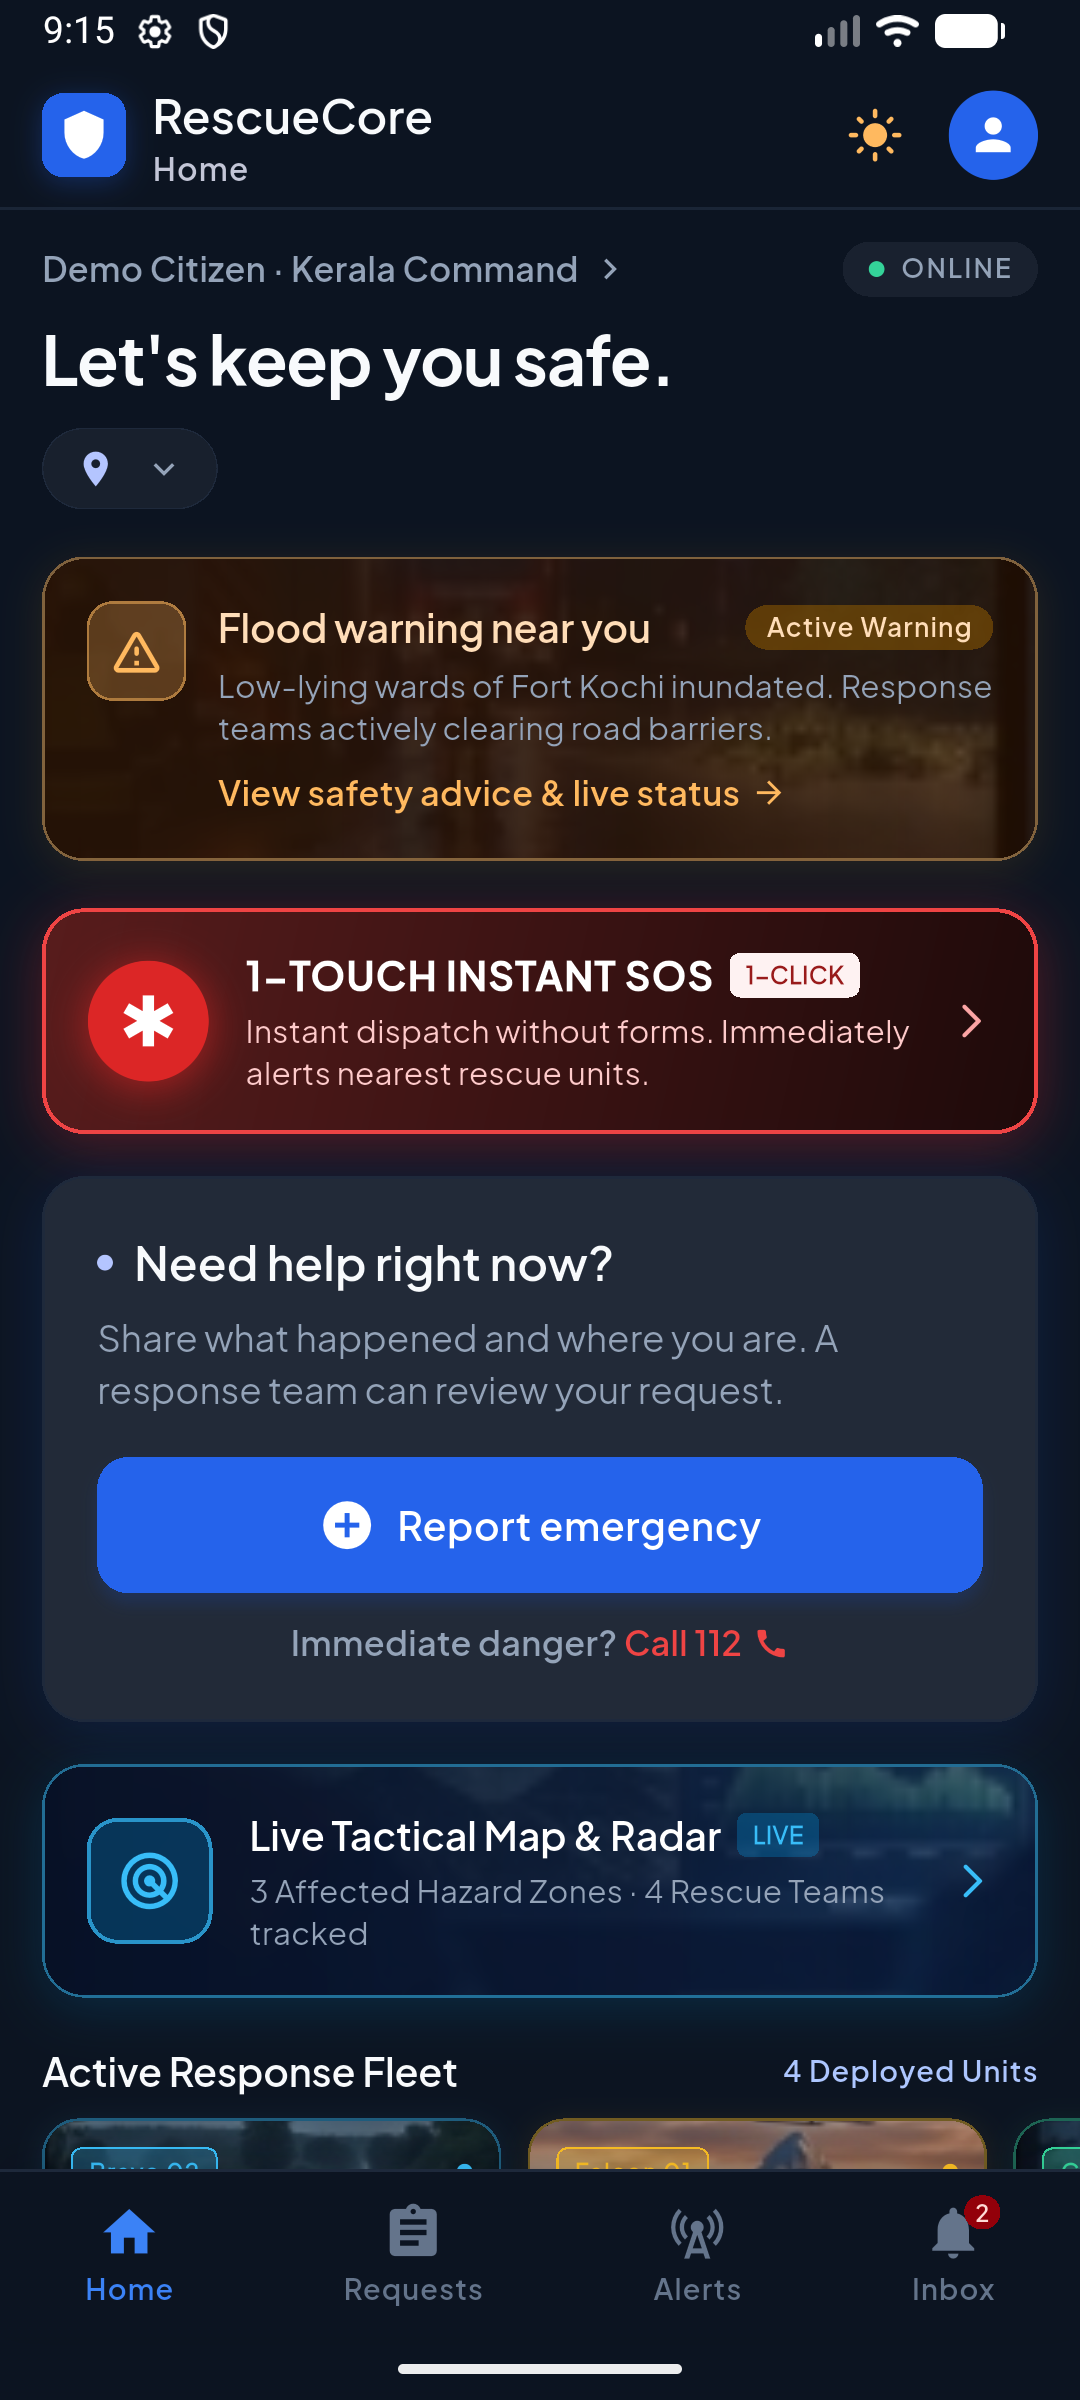 9:15
RescueCore
Home
Demo Citizen · Kerala Command
ONLINE
Let's keep you safe.
Flood warning near you
Active Warning
Low-lying wards of Fort Kochi inundated. Response
teams actively clearing road barriers.
View safety advice & live status →
1-TOUCH INSTANT SOS
1-CLICK
Instant dispatch without forms. Immediately
alerts nearest rescue units.
Need help right now?
Share what happened and where you are. A
response team can review your request.
Report emergency
Immediate danger? Call 112
Live Tactical Map & Radar
LIVE
3 Affected Hazard Zones · 4 Rescue Teams
tracked
Active Response Fleet
4 Deployed Units
Home
Requests
Alerts
2
Inbox